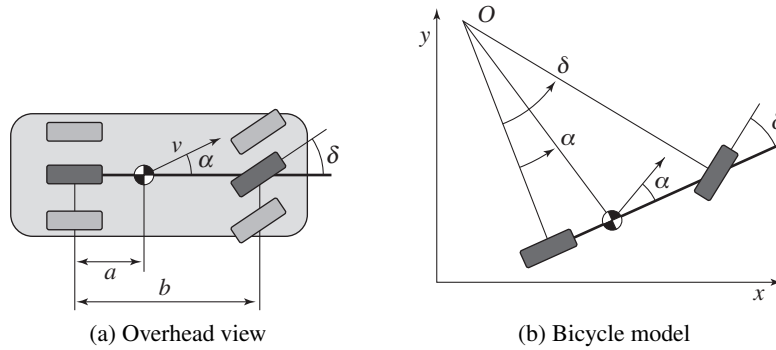 v
α
δ
a
b
(a) Overhead view
y
O
δ
α
α
δ
x
(b) Bicycle model